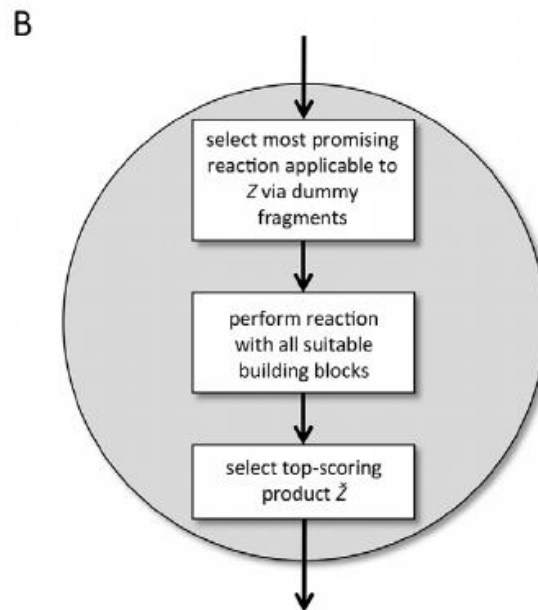 B
select most promising
reaction applicable to
Z via dummy
fragments
perform reaction
with all suitable
building blocks
select top-scoring
product Ž